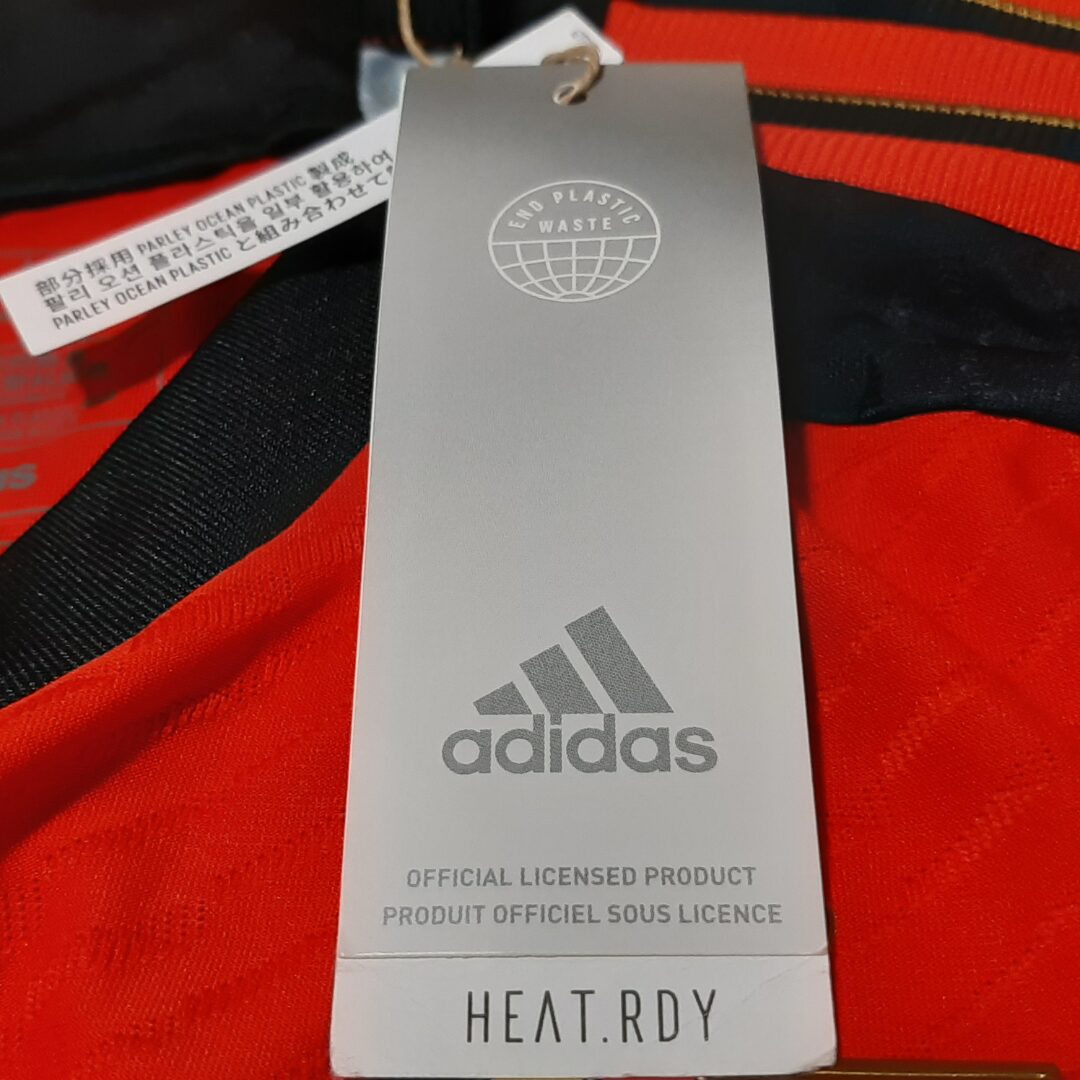 部分採用 PARLEY OCEAN PLASTIC 製成
팔리 오션 플라스틱을 일부 활용하여
PARLEY OCEAN PLASTIC と組み合わせて
END PLASTIC
WASTE
adidas
OFFICIAL LICENSED PRODUCT
PRODUIT OFFICIEL SOUS LICENCE
HEAT.RDY